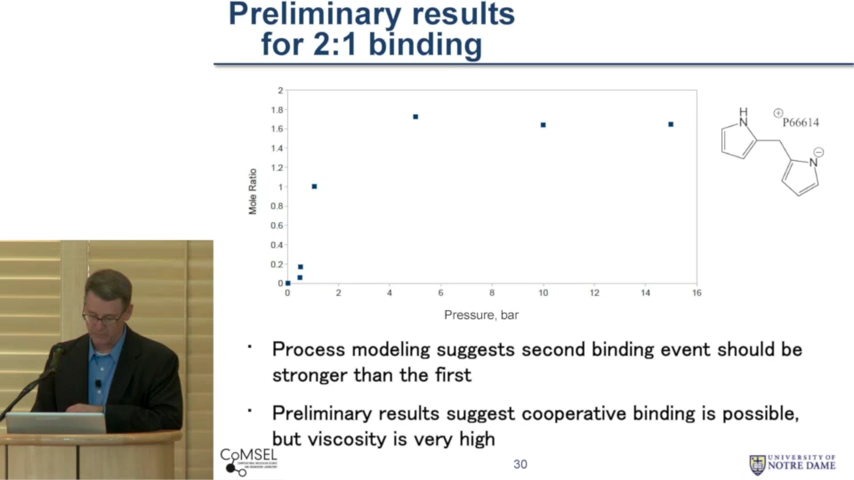 Preliminary results
for 2:1 binding
2
1.8
1.6
1.4
1.2
1
0.8
0.6
0.4
0.2
0
Mole Ratio
0 2 4 6 8 10 12 14 16
Pressure, bar
H
N
⊕
P66614
⊖
N
· Process modeling suggests second binding event should be
stronger than the first
· Preliminary results suggest cooperative binding is possible,
but viscosity is very high
CoMSEL
30
UNIVERSITY OF
NOTRE DAME